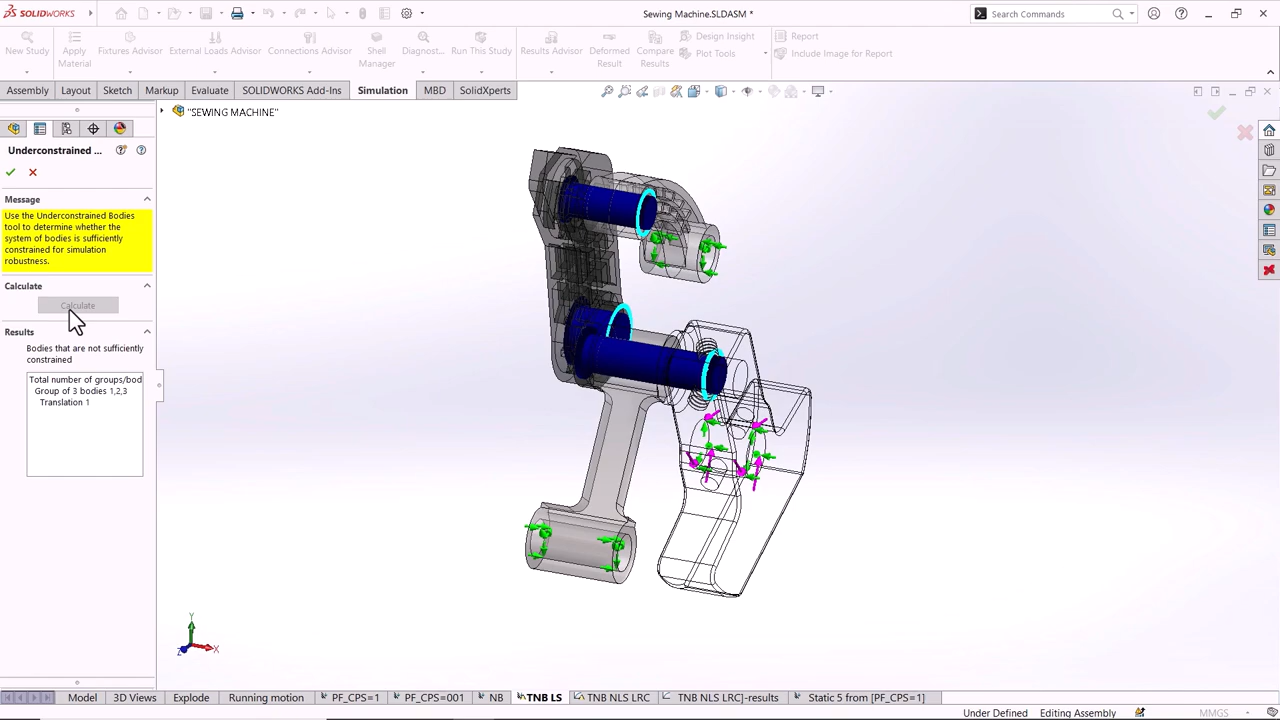 SOLIDWORKS
Sewing Machine.SLDASM *
Search Commands
New Study
Apply Material
Fixtures Advisor
External Loads Advisor
Connections Advisor
Shell Manager
Diagnost...
Run This Study
Results Advisor
Deformed Result
Compare Results
Design Insight
Plot Tools
Report
Include Image for Report
Assembly
Layout
Sketch
Markup
Evaluate
SOLIDWORKS Add-Ins
Simulation
MBD
SolidXperts
"SEWING MACHINE"
Underconstrained ...
Message
Use the Underconstrained Bodies
tool to determine whether the
system of bodies is sufficiently
constrained for simulation
robustness.
Calculate
Calculate
Results
Bodies that are not sufficiently
constrained
Total number of groups/bod
Group of 3 bodies 1,2,3
Translation 1
Y
X
Z
Model
3D Views
Explode
Running motion
PF_CPS=1
PF_CPS=001
NB
TNB LS
TNB NLS LRC
TNB NLS LRC]-results
Static 5 from [PF_CPS=1]
Under Defined
Editing Assembly
MMGS